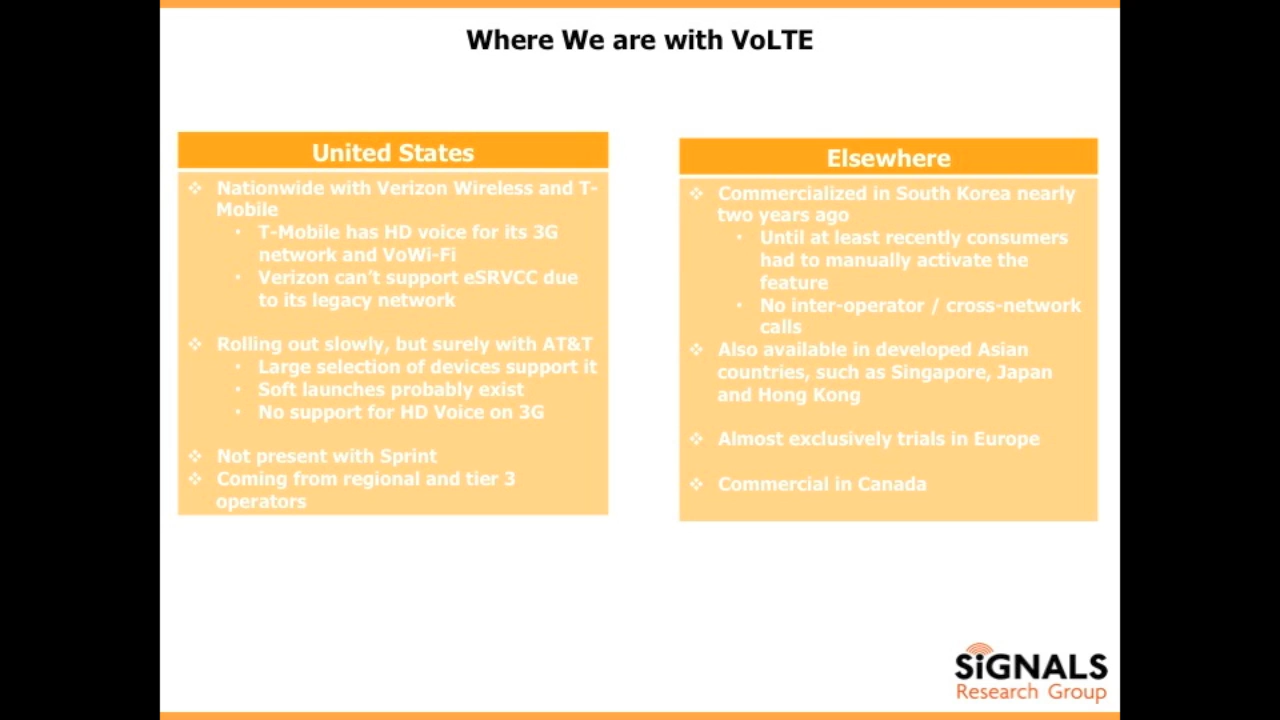 Where We are with VoLTE
United States
❖ Nationwide with Verizon Wireless and T-
Mobile
• T-Mobile has HD voice for its 3G
network and VoWi-Fi
• Verizon can't support eSRVCC due
to its legacy network
❖ Rolling out slowly, but surely with AT&T
• Large selection of devices support it
• Soft launches probably exist
• No support for HD Voice on 3G
❖ Not present with Sprint
❖ Coming from regional and tier 3
operators
Elsewhere
❖ Commercialized in South Korea nearly
two years ago
• Until at least recently consumers
had to manually activate the
feature
• No inter-operator / cross-network
calls
❖ Also available in developed Asian
countries, such as Singapore, Japan
and Hong Kong
❖ Almost exclusively trials in Europe
❖ Commercial in Canada
SiGNALS
Research Group